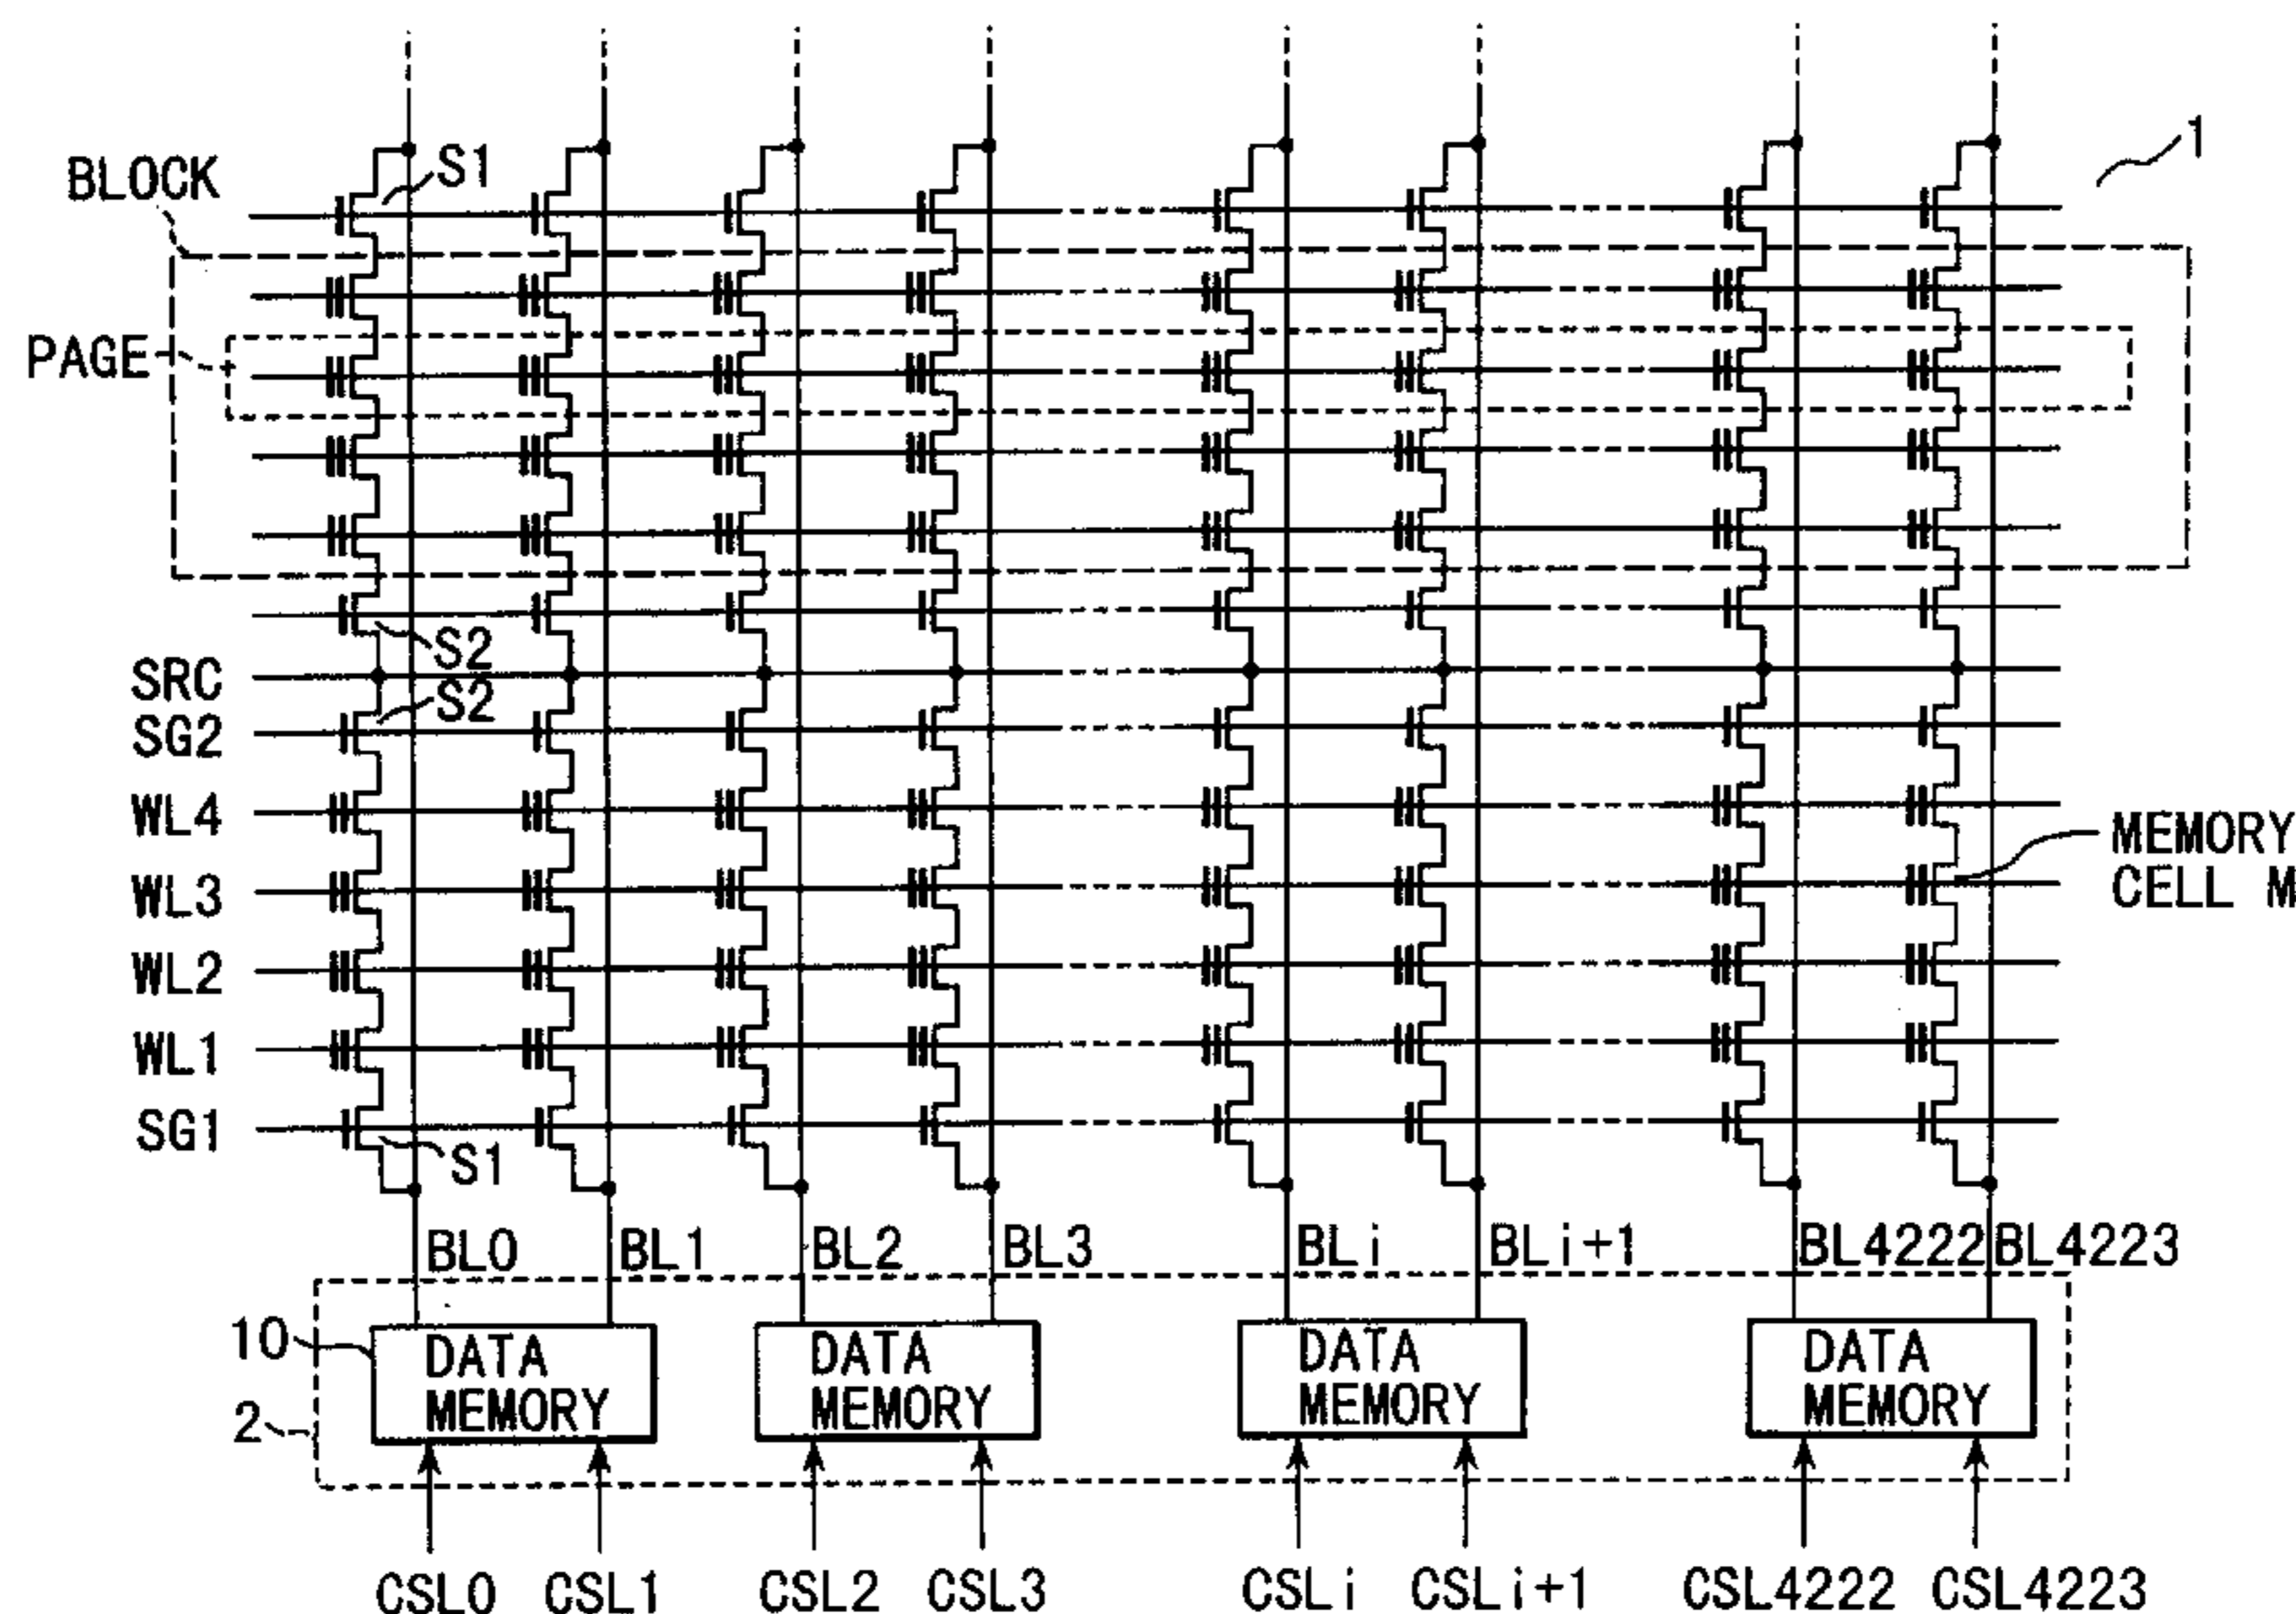 1
BLOCK
S1
PAGE
S2
SRC
S2
SG2
WL4
MEMORY
CELL M
WL3
WL2
WL1
SG1
S1
BL0 BL1 BL2 BL3 BLi BLi+1 BL4222 BL4223
10
DATA MEMORY
DATA MEMORY
DATA MEMORY
DATA MEMORY
2
CSL0 CSL1 CSL2 CSL3 CSLi CSLi+1 CSL4222 CSL4223